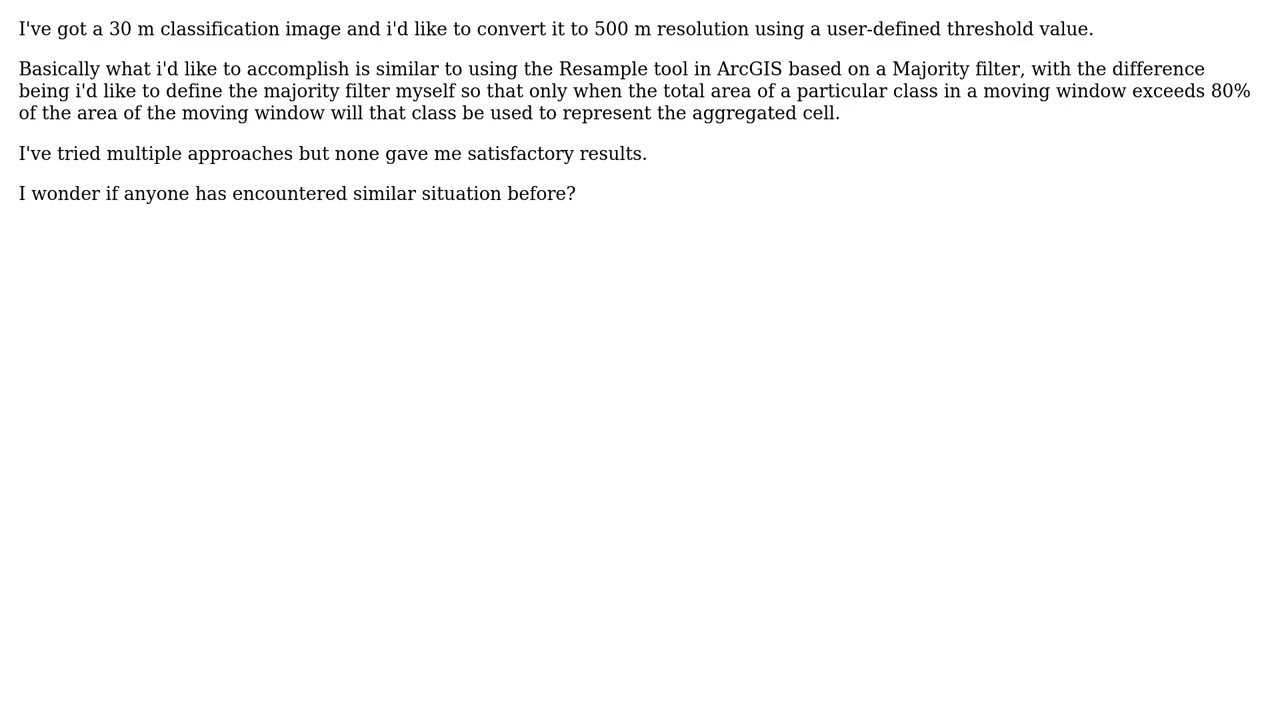 I've got a 30 m classification image and i'd like to convert it to 500 m resolution using a user-defined threshold value.
Basically what i'd like to accomplish is similar to using the Resample tool in ArcGIS based on a Majority filter, with the difference
being i'd like to define the majority filter myself so that only when the total area of a particular class in a moving window exceeds 80%
of the area of the moving window will that class be used to represent the aggregated cell.
I've tried multiple approaches but none gave me satisfactory results.
I wonder if anyone has encountered similar situation before?